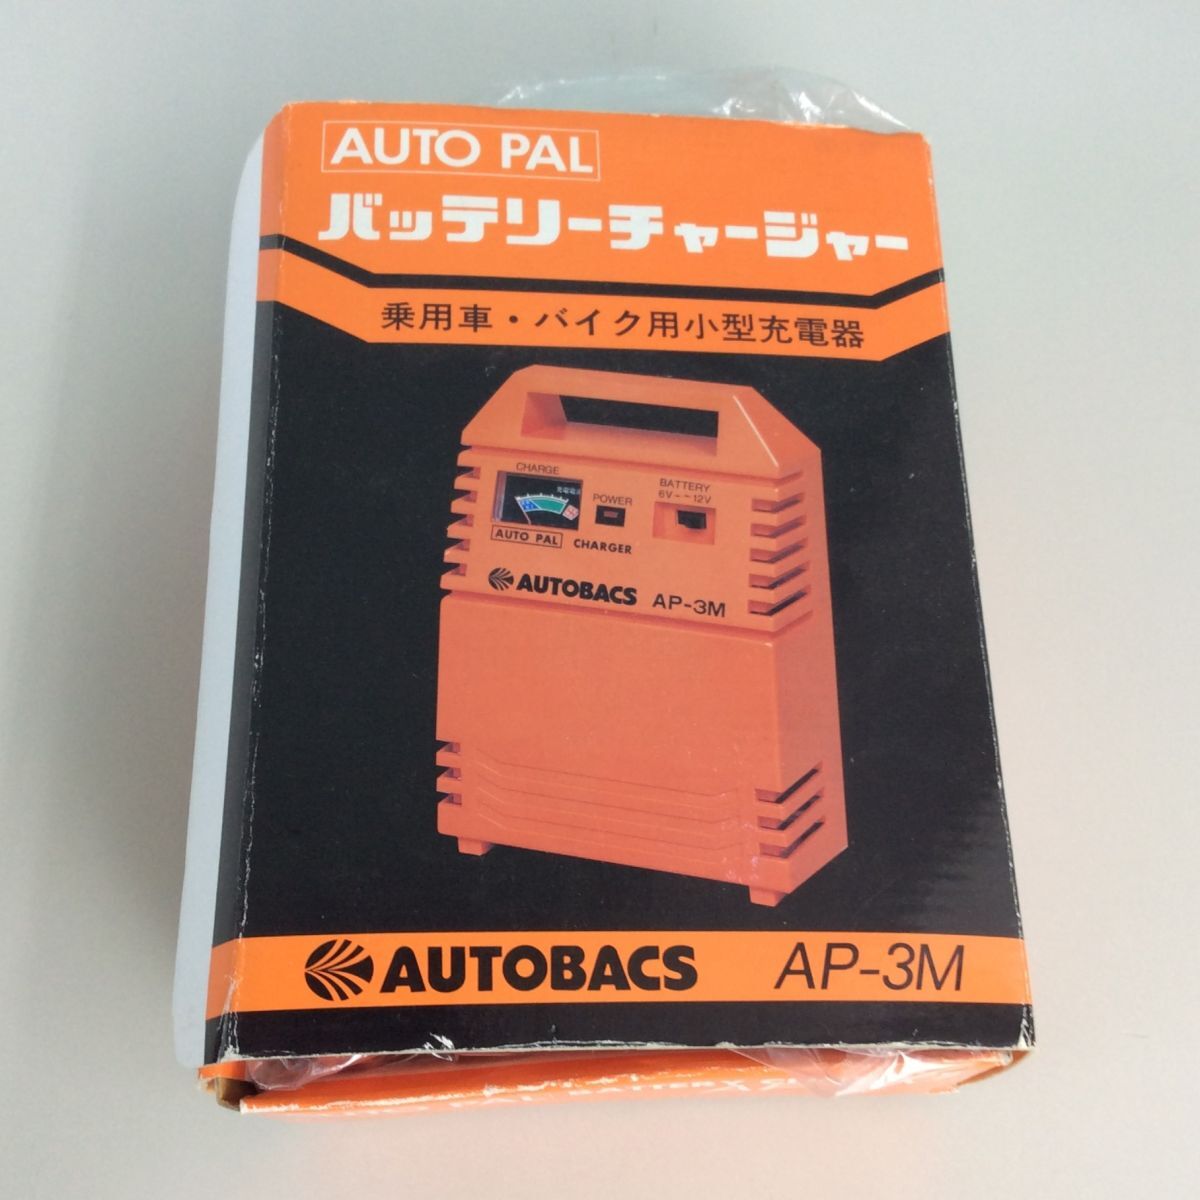 AUTO PAL
バッテリーチャージャー
乗用車・バイク用小型充電器
CHARGE
POWER
BATTERY
6V 12V
AUTO PAL CHARGER
AUTOBACS AP-3M
AUTOBACS AP-3M